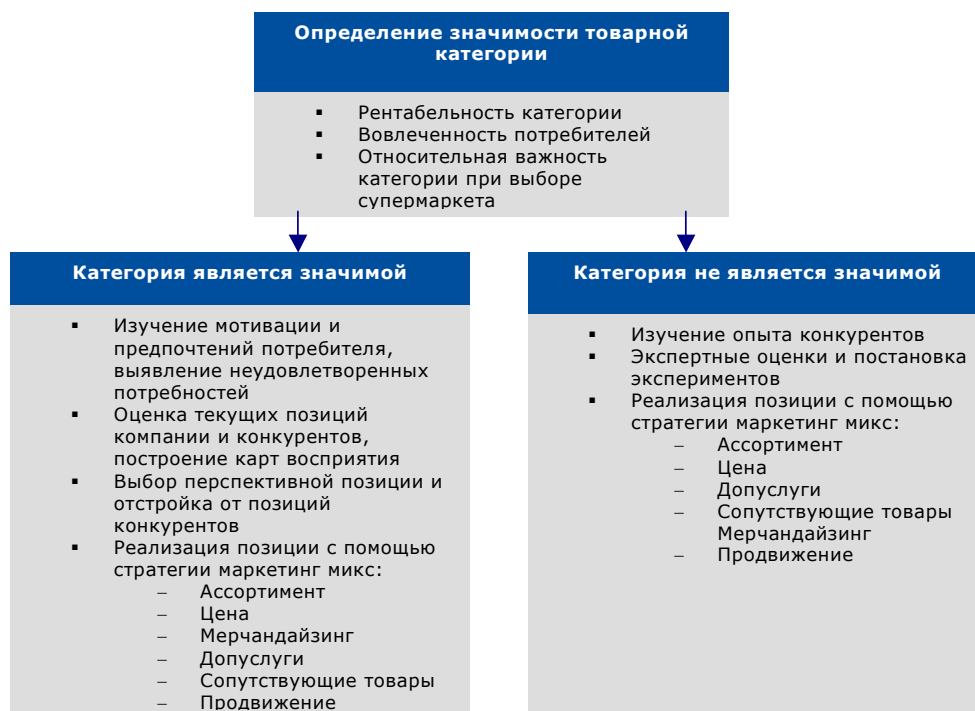 Определение значимости товарной
категории
▪ Рентабельность категории
▪ Вовлеченность потребителей
▪ Относительная важность
категории при выборе
супермаркета
Категория является значимой
▪ Изучение мотивации и
предпочтений потребителя,
выявление неудовлетворенных
потребностей
▪ Оценка текущих позиций
компании и конкурентов,
построение карт восприятия
▪ Выбор перспективной позиции и
отстройка от позиций
конкурентов
▪ Реализация позиции с помощью
стратегии маркетинг микс:
– Ассортимент
– Цена
– Мерчандайзинг
– Допуслуги
– Сопутствующие товары
– Продвижение
Категория не является значимой
▪ Изучение опыта конкурентов
▪ Экспертные оценки и постановка
экспериментов
▪ Реализация позиции с помощью
стратегии маркетинг микс:
– Ассортимент
– Цена
– Допуслуги
– Сопутствующие товары
Мерчандайзинг
– Продвижение